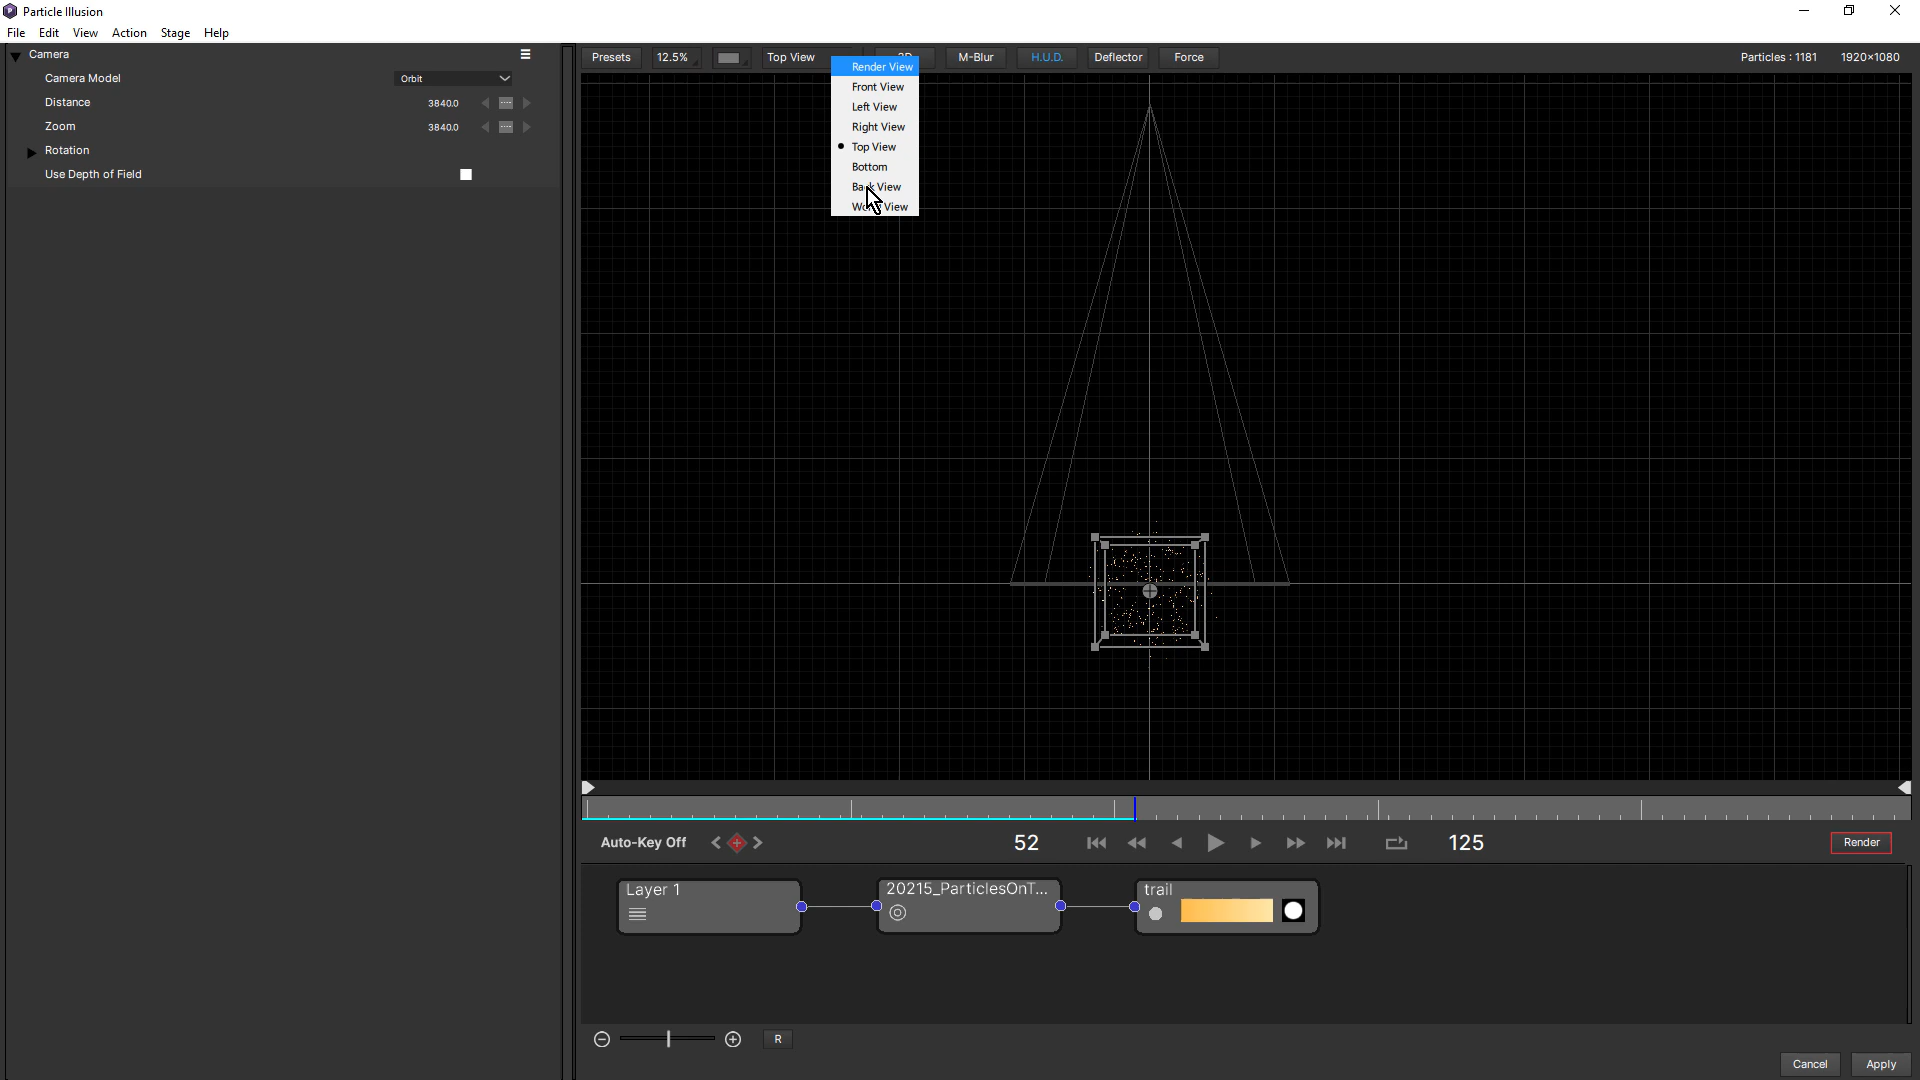 Particle Illusion
File Edit View Action Stage Help
Camera
Camera Model Orbit
Distance 3840.0
Zoom 3840.0
Rotation
Use Depth of Field
Presets 12.5% Top View M-Blur H.U.D. Deflector Force Particles : 1181 1920×1080
Render View
Front View
Left View
Right View
Top View
Bottom
Back View
View
Auto-Key Off 52 125 Render
Layer 1
20215_ParticlesOnT...
trail
R
Cancel Apply